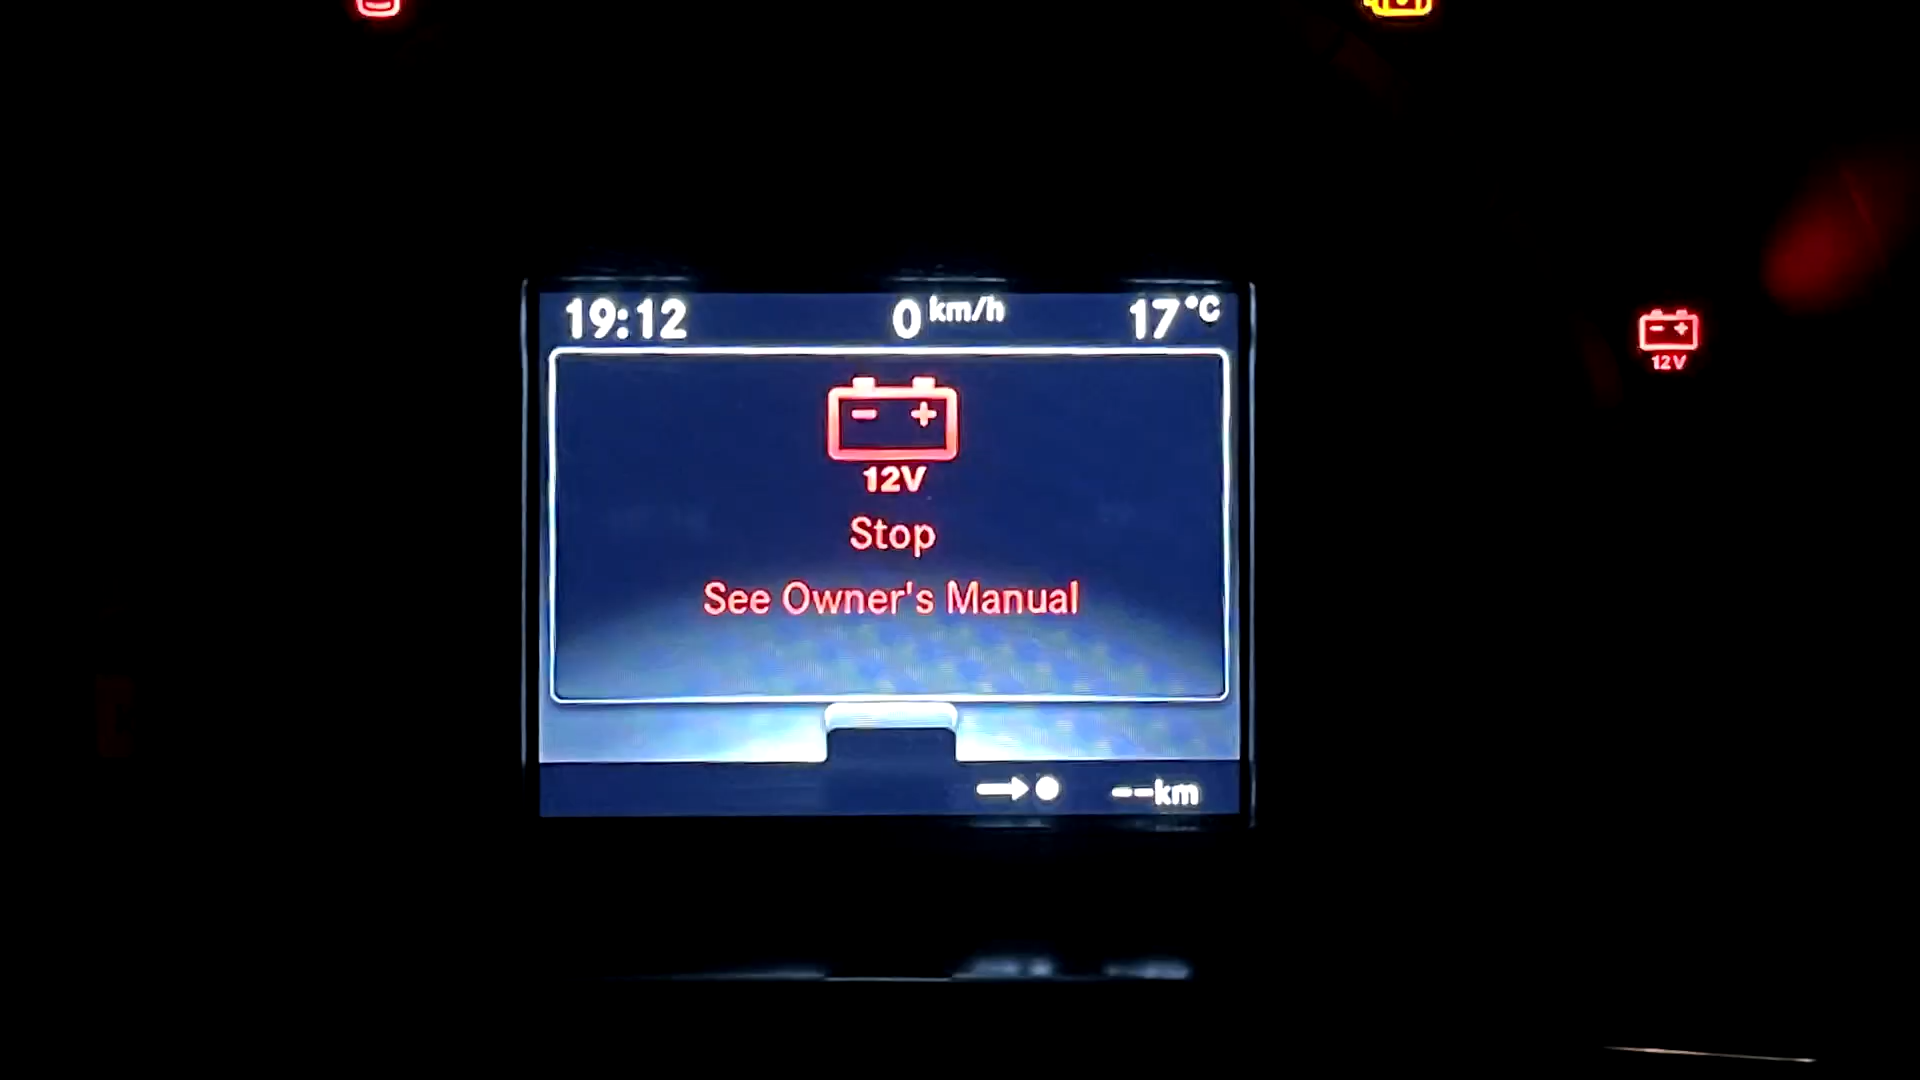 19:12 0 km/h 17°C
- +
12V
- +
12V
Stop
See Owner's Manual
--km